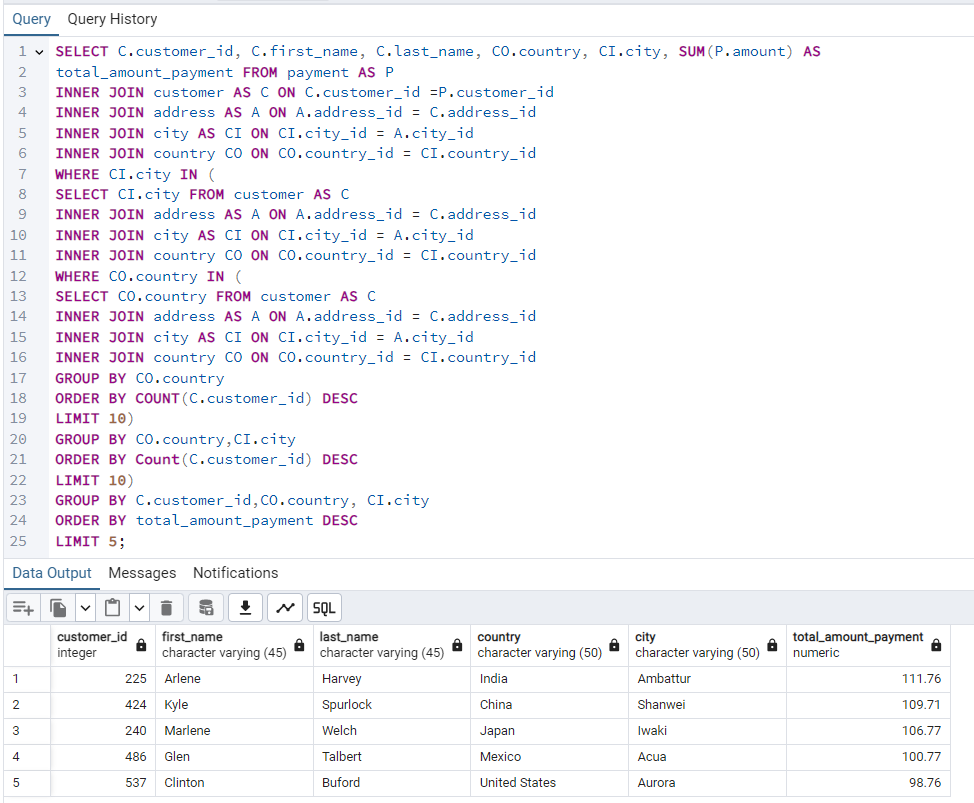 Query Query History
1 SELECT C.customer_id, C.first_name, C.last_name, CO.country, CI.city, SUM(P.amount) AS
2 total_amount_payment FROM payment AS P
3 INNER JOIN customer AS C ON C.customer_id =P.customer_id
4 INNER JOIN address AS A ON A.address_id = C.address_id
5 INNER JOIN city AS CI ON CI.city_id = A.city_id
6 INNER JOIN country CO ON CO.country_id = CI.country_id
7 WHERE CI.city IN (
8 SELECT CI.city FROM customer AS C
9 INNER JOIN address AS A ON A.address_id = C.address_id
10 INNER JOIN city AS CI ON CI.city_id = A.city_id
11 INNER JOIN country CO ON CO.country_id = CI.country_id
12 WHERE CO.country IN (
13 SELECT CO.country FROM customer AS C
14 INNER JOIN address AS A ON A.address_id = C.address_id
15 INNER JOIN city AS CI ON CI.city_id = A.city_id
16 INNER JOIN country CO ON CO.country_id = CI.country_id
17 GROUP BY CO.country
18 ORDER BY COUNT(C.customer_id) DESC
19 LIMIT 10)
20 GROUP BY CO.country,CI.city
21 ORDER BY Count(C.customer_id) DESC
22 LIMIT 10)
23 GROUP BY C.customer_id,CO.country, CI.city
24 ORDER BY total_amount_payment DESC
25 LIMIT 5;
Data Output Messages Notifications
SQL
customer_id first_name last_name country city total_amount_payment
integer character varying (45) character varying (45) character varying (50) character varying (50) numeric
1 225 Arlene Harvey India Ambattur 111.76
2 424 Kyle Spurlock China Shanwei 109.71
3 240 Marlene Welch Japan Iwaki 106.77
4 486 Glen Talbert Mexico Acua 100.77
5 537 Clinton Buford United States Aurora 98.76